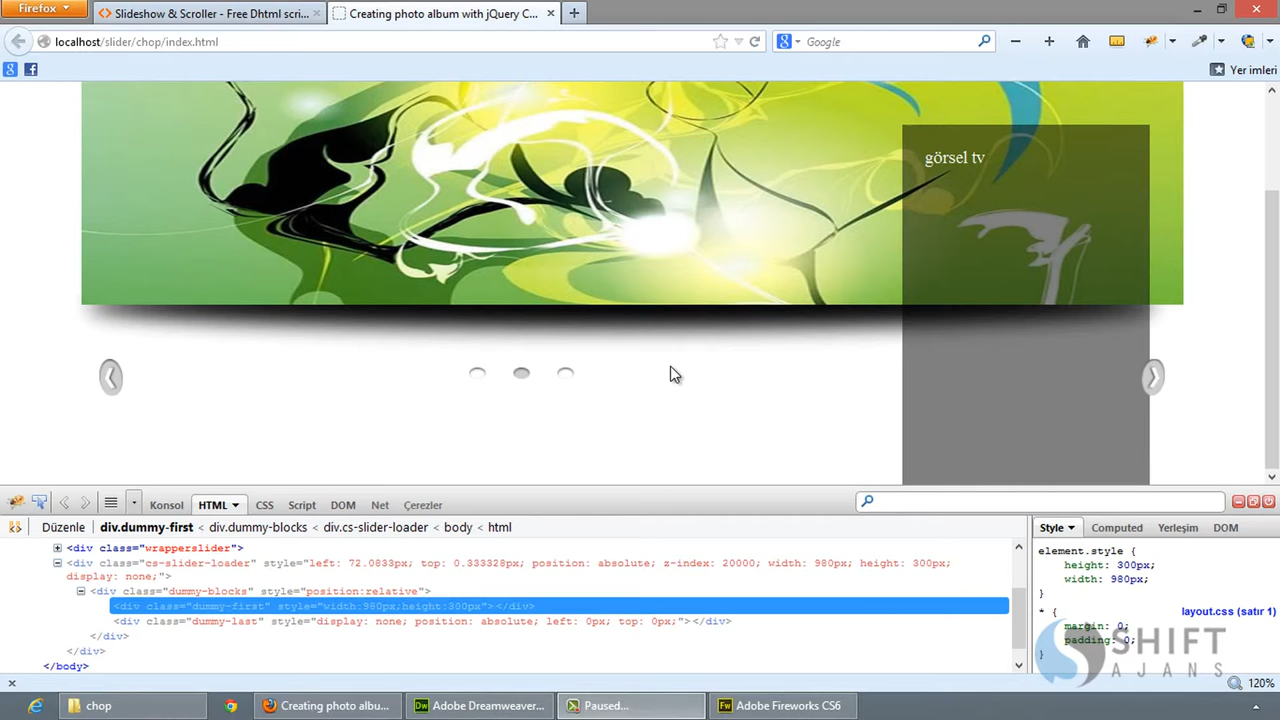 Firefox
Slideshow & Scroller - Free Dhtml scri...
Creating photo album with jQuery C...
localhost/slider/chop/index.html
Google
Yer imleri
görsel tv
Konsol
HTML
CSS
Script
DOM
Net
Çerezler
Düzenle
div.dummy-first < div.dummy-blocks < div.cs-slider-loader < body < html
Style
Computed
Yerleşim
DOM
<div class="wrapperslider">
<div class="cs-slider-loader" style="left: 72.0833px; top: 0.333328px; position: absolute; z-index: 20000; width: 980px; height: 300px;
display: none;">
<div class="dummy-blocks" style="position:relative">
<div class="dummy-first" style="width:980px;height:300px"></div>
<div class="dummy-last" style="display: none; position: absolute; left: 0px; top: 0px;"></div>
</div>
</div>
</body>
element.style {
height: 300px;
width: 980px;
}
* {
layout.css (satır 1)
margin: 0;
padding: 0;
}
SHIFT
AJANS
120%
chop
Creating photo albu...
Dw
Adobe Dreamweaver...
Paused...
Fw
Adobe Fireworks CS6